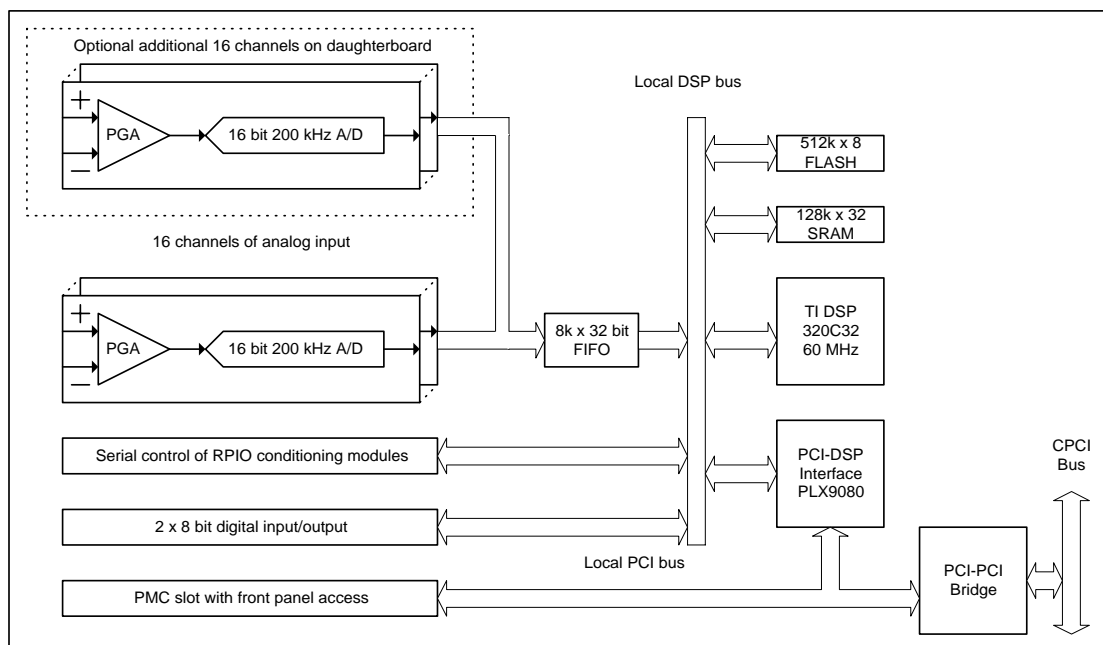 Optional additional 16 channels on daughterboard
+
PGA
16 bit 200 kHz A/D
−
16 channels of analog input
+
PGA
16 bit 200 kHz A/D
−
8k x 32 bit
FIFO
Local DSP bus
512k x 8
FLASH
128k x 32
SRAM
TI DSP
320C32
60 MHz
Serial control of RPIO conditioning modules
PCI-DSP
Interface
PLX9080
CPCI
Bus
2 x 8 bit digital input/output
Local PCI bus
PCI-PCI
Bridge
PMC slot with front panel access